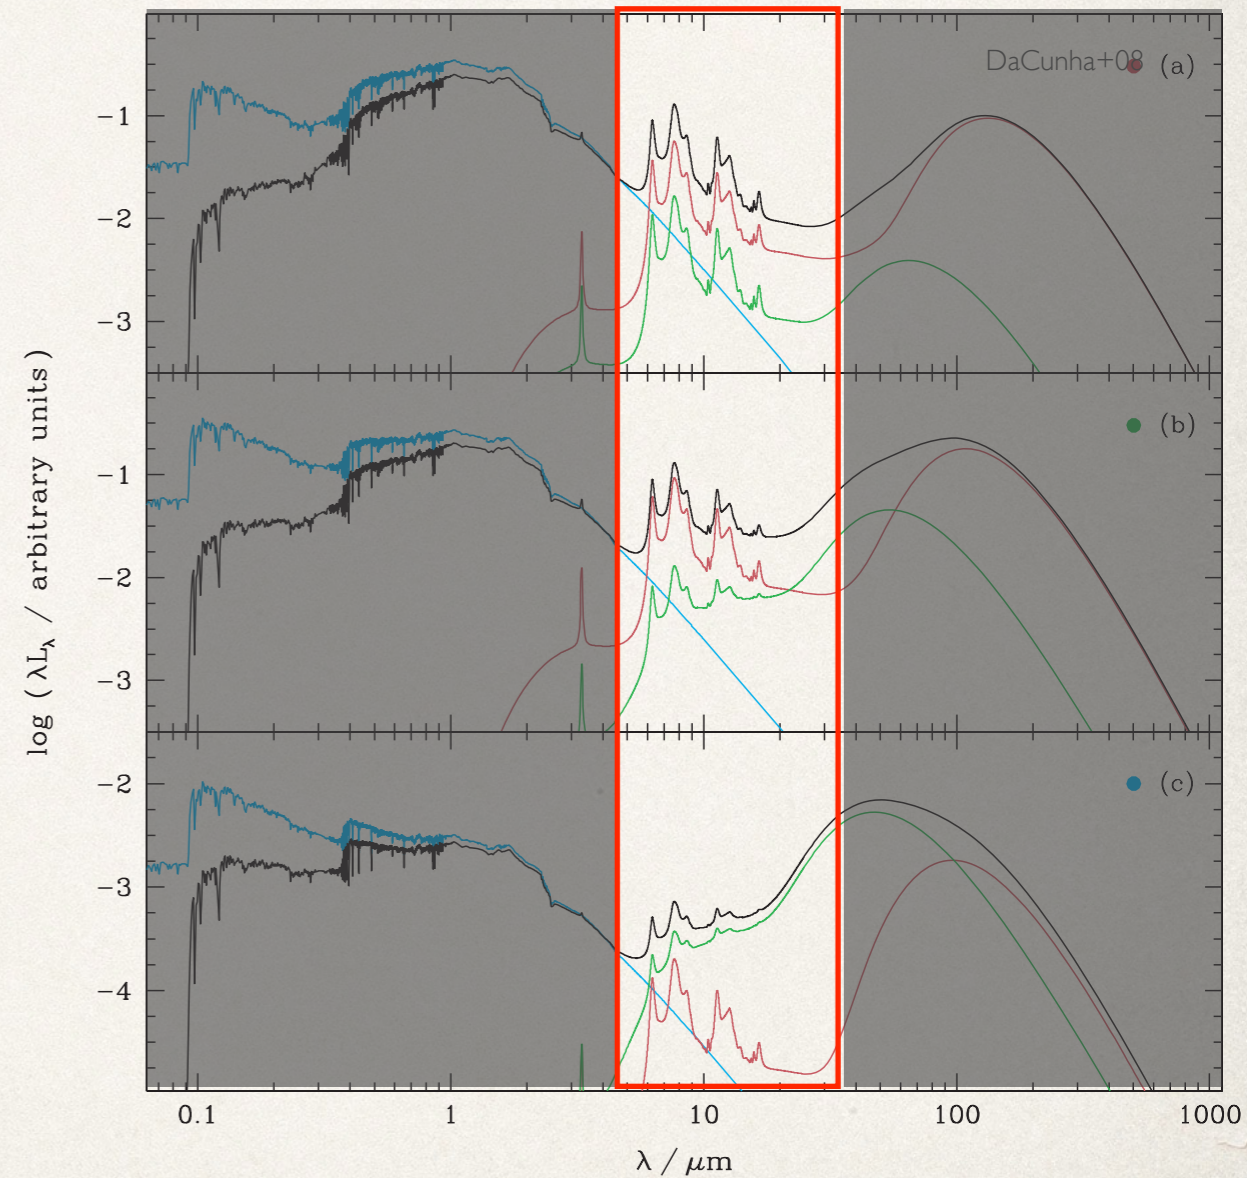 DaCunha+08
(a)
−1
−2
−3
(b)
−1
−2
−3
(c)
−2
−3
−4
log ( λL_λ / arbitrary units)
0.1 1 10 100 1000
λ / μm